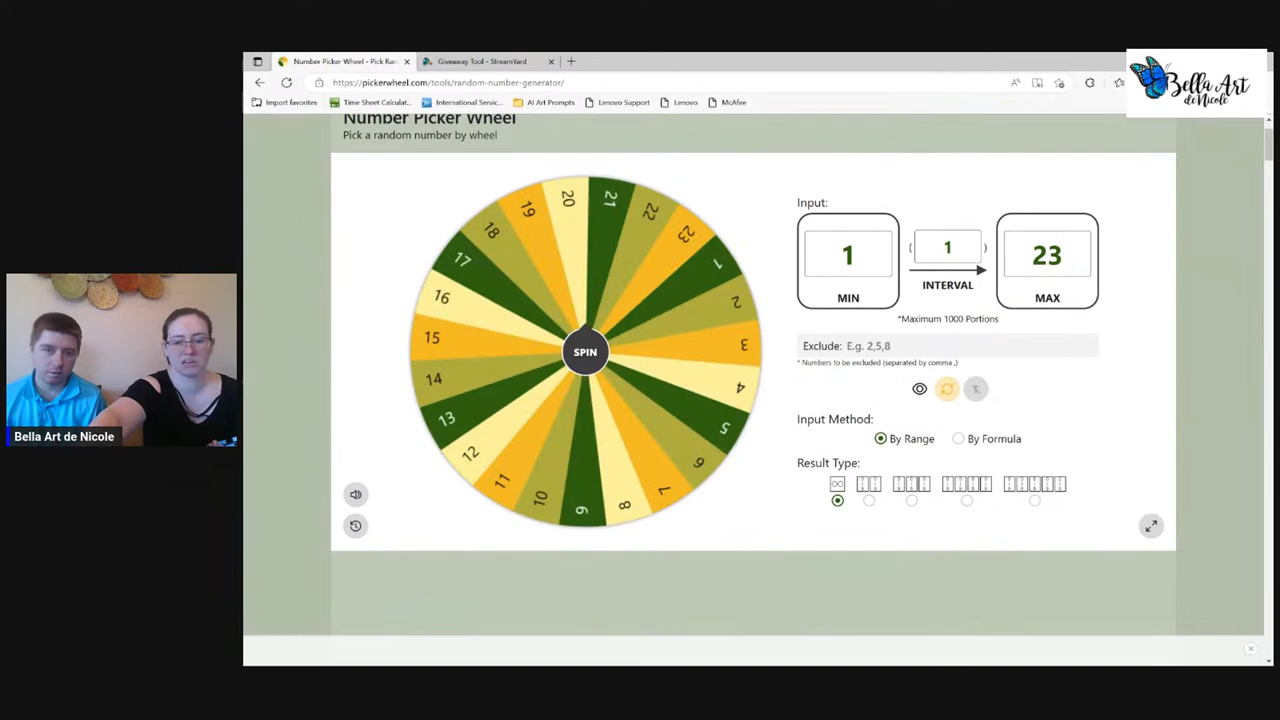 Number Picker Wheel - Pick Ran
Giveaway Tool - StreamYard
https://pickerwheel.com/tools/random-number-generator/
Import favorites
Time Sheet Calculat...
International Servic...
AI Art Prompts
Lenovo Support
Lenovo
McAfee
Bella Art
de Nicole
Number Picker Wheel
Pick a random number by wheel
1
2
3
4
5
6
7
8
9
10
11
12
13
14
15
16
17
18
19
20
21
22
23
SPIN
Input:
1
( 1 )
23
MIN
INTERVAL
MAX
*Maximum 1000 Portions
Exclude: E.g. 2,5,8
* Numbers to be excluded (separated by comma ,)
Input Method:
By Range
By Formula
Result Type:
Bella Art de Nicole